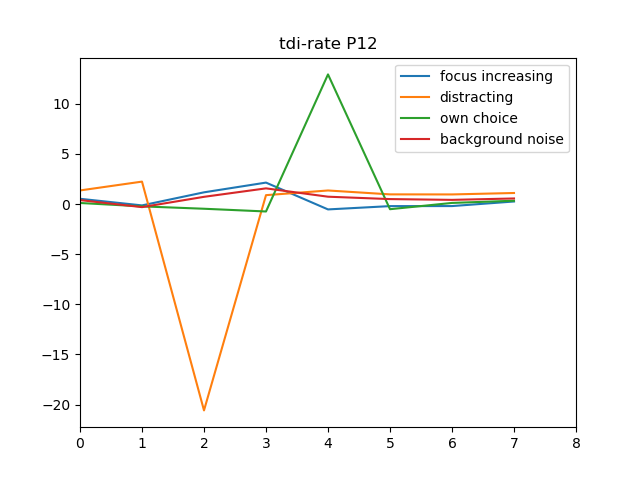 tdi-rate P12
focus increasing
distracting
own choice
background noise
10
5
0
−5
−10
−15
−20
0 1 2 3 4 5 6 7 8